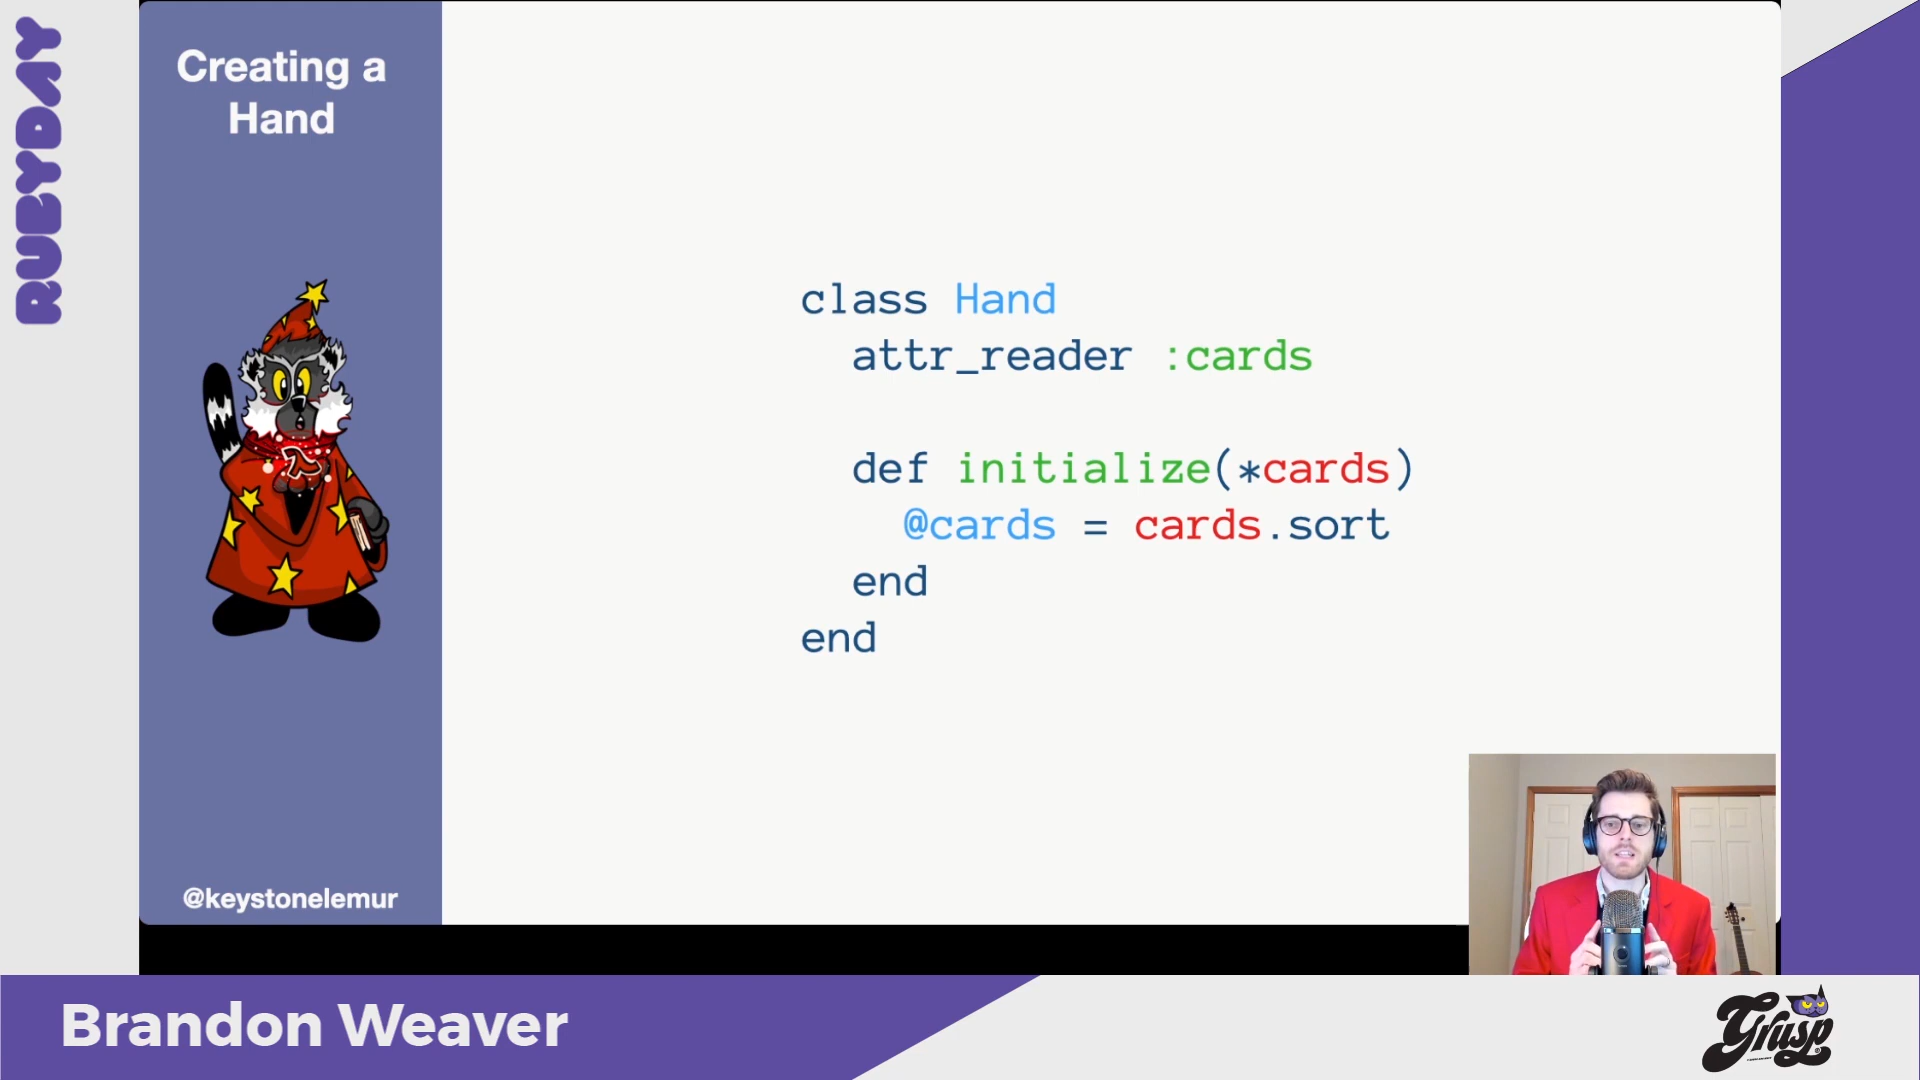 RUBYDAY
Creating a
Hand
class Hand
  attr_reader :cards

  def initialize(*cards)
    @cards = cards.sort
  end
end
@keystonelemur
Brandon Weaver
Grusp